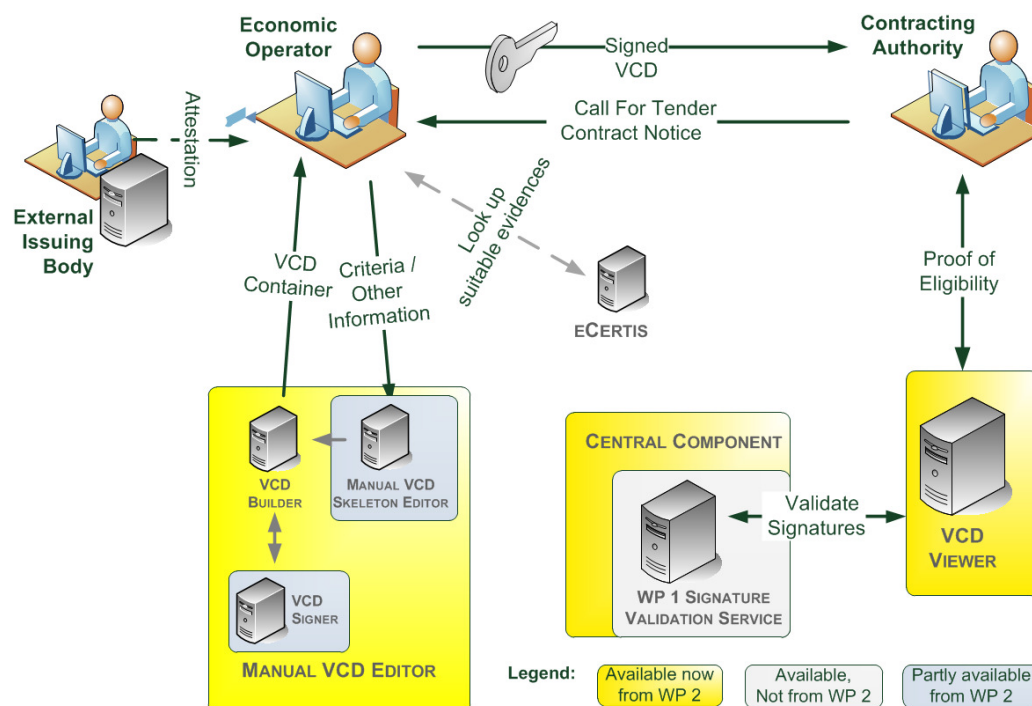 Economic
Operator
Signed
VCD
Contracting
Authority
Call For Tender
Contract Notice
Attestation
External
Issuing
Body
VCD
Container
Criteria /
Other
Information
Look up
suitable evidences
eCERTIS
Proof of
Eligibility
VCD
BUILDER
MANUAL VCD
SKELETON EDITOR
VCD
SIGNER
MANUAL VCD EDITOR
CENTRAL COMPONENT
WP 1 SIGNATURE
VALIDATION SERVICE
Validate
Signatures
VCD
VIEWER
Legend:
Available now
from WP 2
Available,
Not from WP 2
Partly available
from WP 2